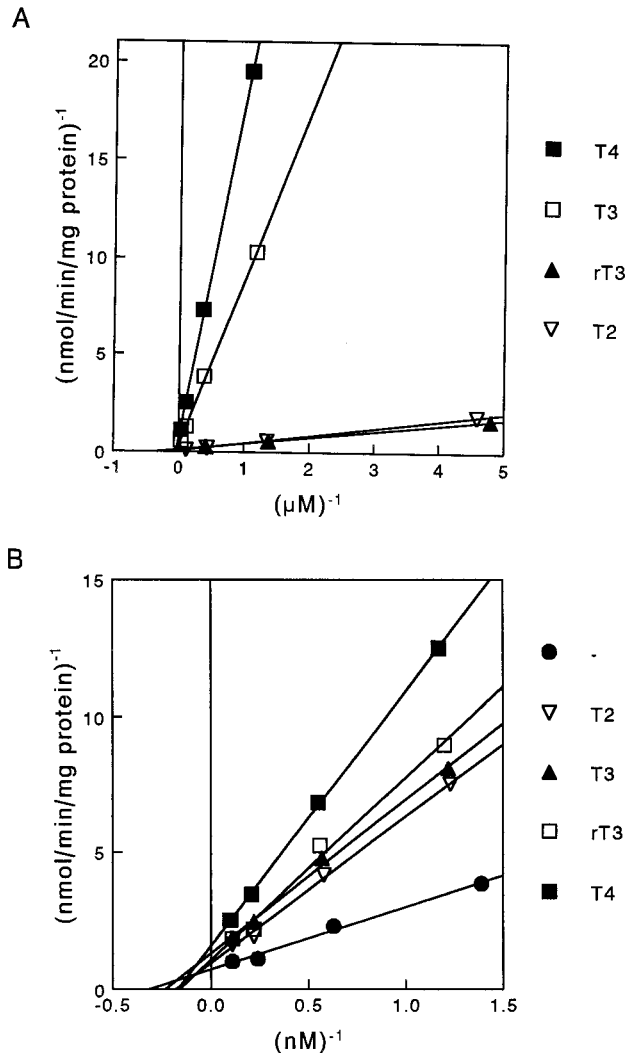 A
(nmol/min/mg protein)⁻¹
20
15
10
5
0
-1 0 1 2 3 4 5
(µM)⁻¹
T4
T3
rT3
T2
B
(nmol/min/mg protein)⁻¹
15
10
5
0
-0.5 0.0 0.5 1.0 1.5
(nM)⁻¹
-
T2
T3
rT3
T4